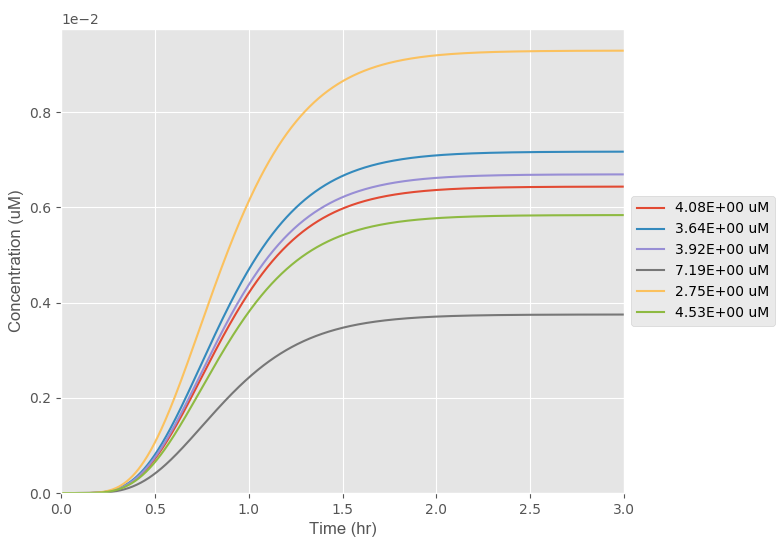 1e−2
0.8
0.6
0.4
0.2
0.0
Concentration (uM)
0.0 0.5 1.0 1.5 2.0 2.5 3.0
Time (hr)
4.08E+00 uM
3.64E+00 uM
3.92E+00 uM
7.19E+00 uM
2.75E+00 uM
4.53E+00 uM